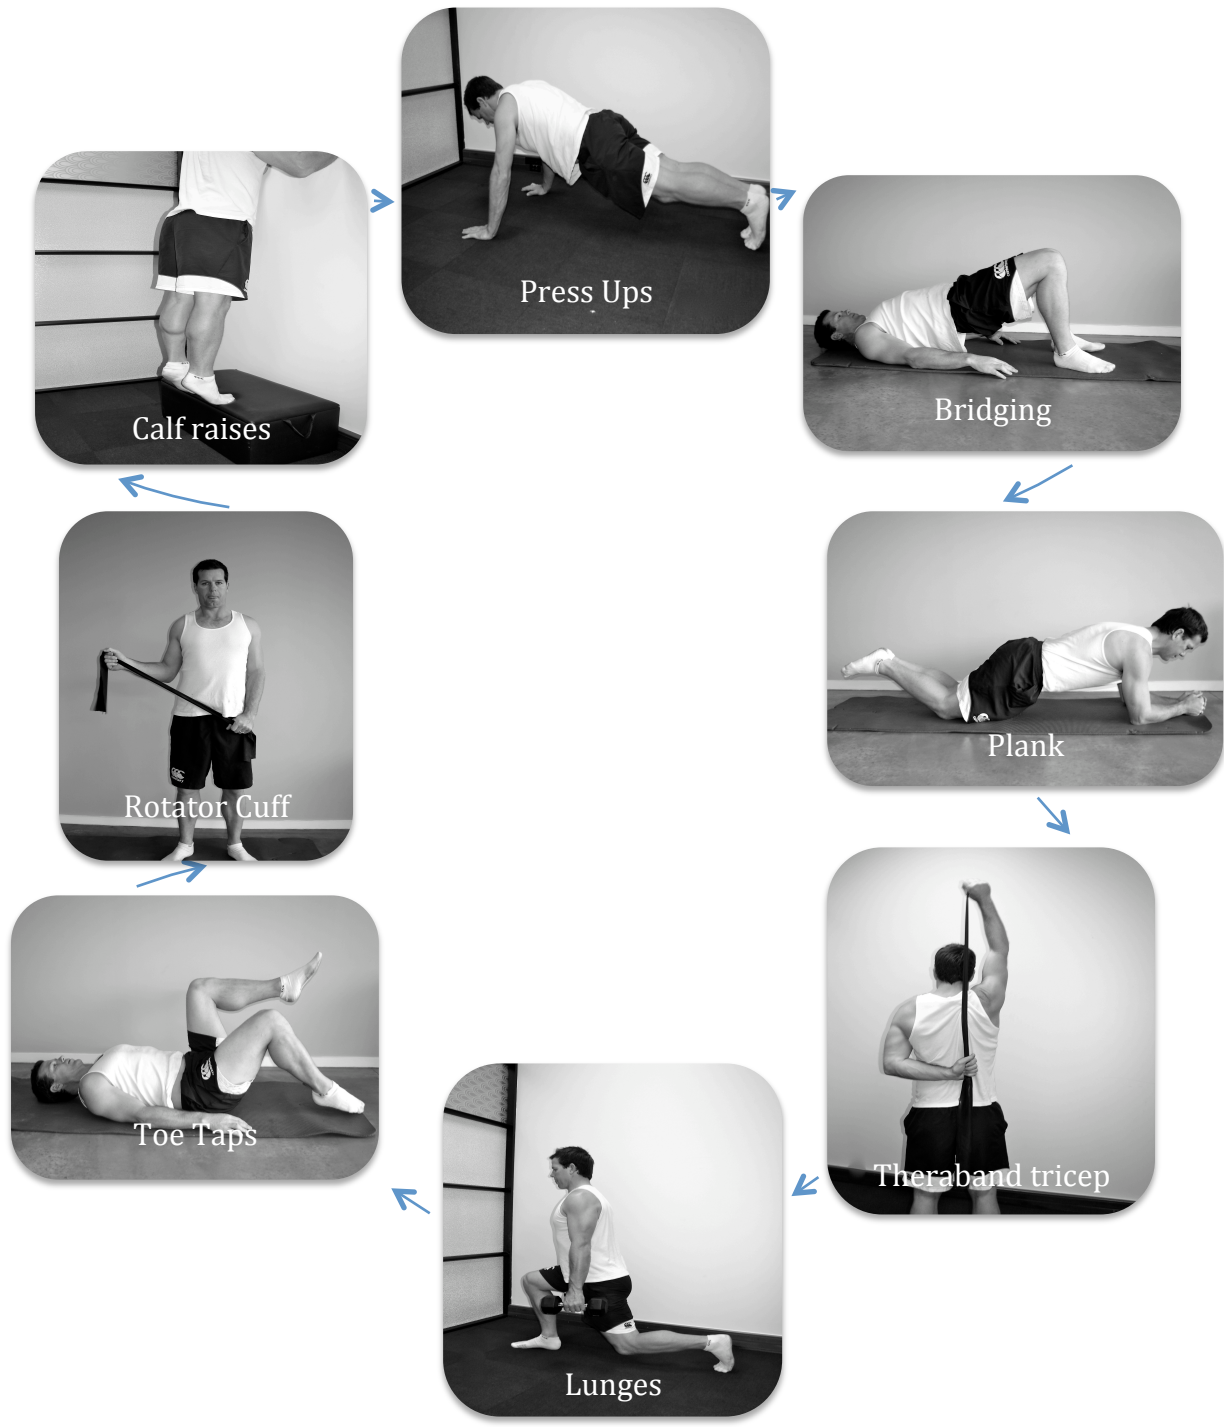 Press Ups
Bridging
Plank
Theraband tricep
Lunges
Toe Taps
Rotator Cuff
Calf raises